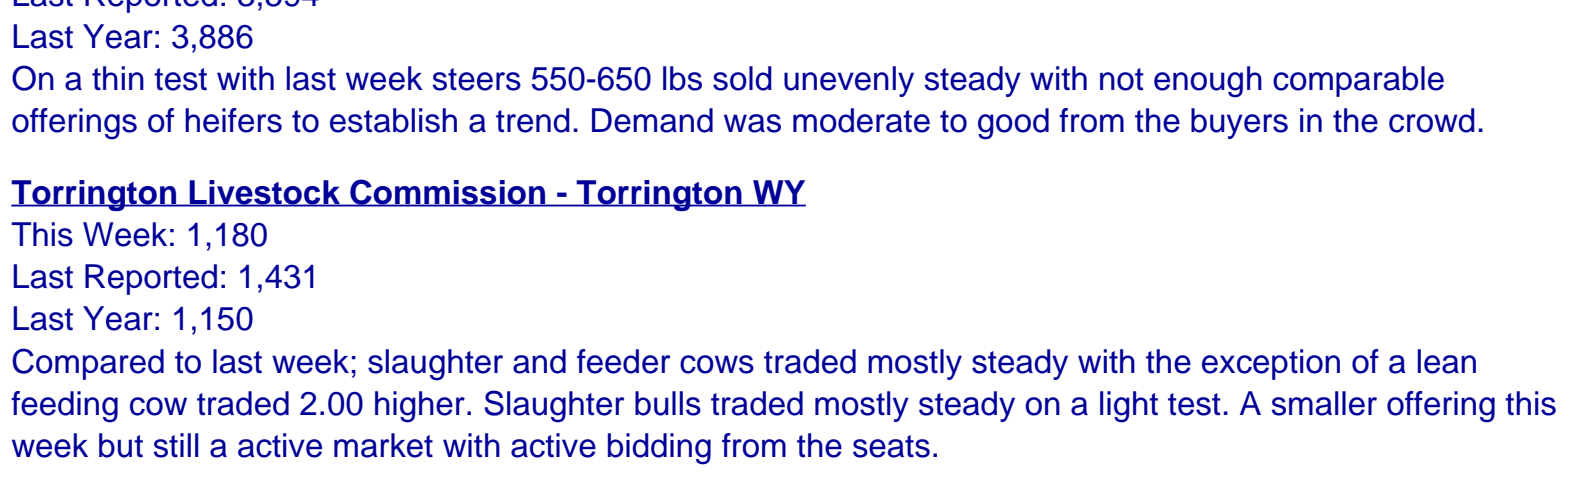 Last Reported:
Last Year: 3,886
On a thin test with last week steers 550-650 lbs sold unevenly steady with not enough comparable
offerings of heifers to establish a trend. Demand was moderate to good from the buyers in the crowd.
Torrington Livestock Commission - Torrington WY
This Week: 1,180
Last Reported: 1,431
Last Year: 1,150
Compared to last week; slaughter and feeder cows traded mostly steady with the exception of a lean
feeding cow traded 2.00 higher. Slaughter bulls traded mostly steady on a light test. A smaller offering this
week but still a active market with active bidding from the seats.